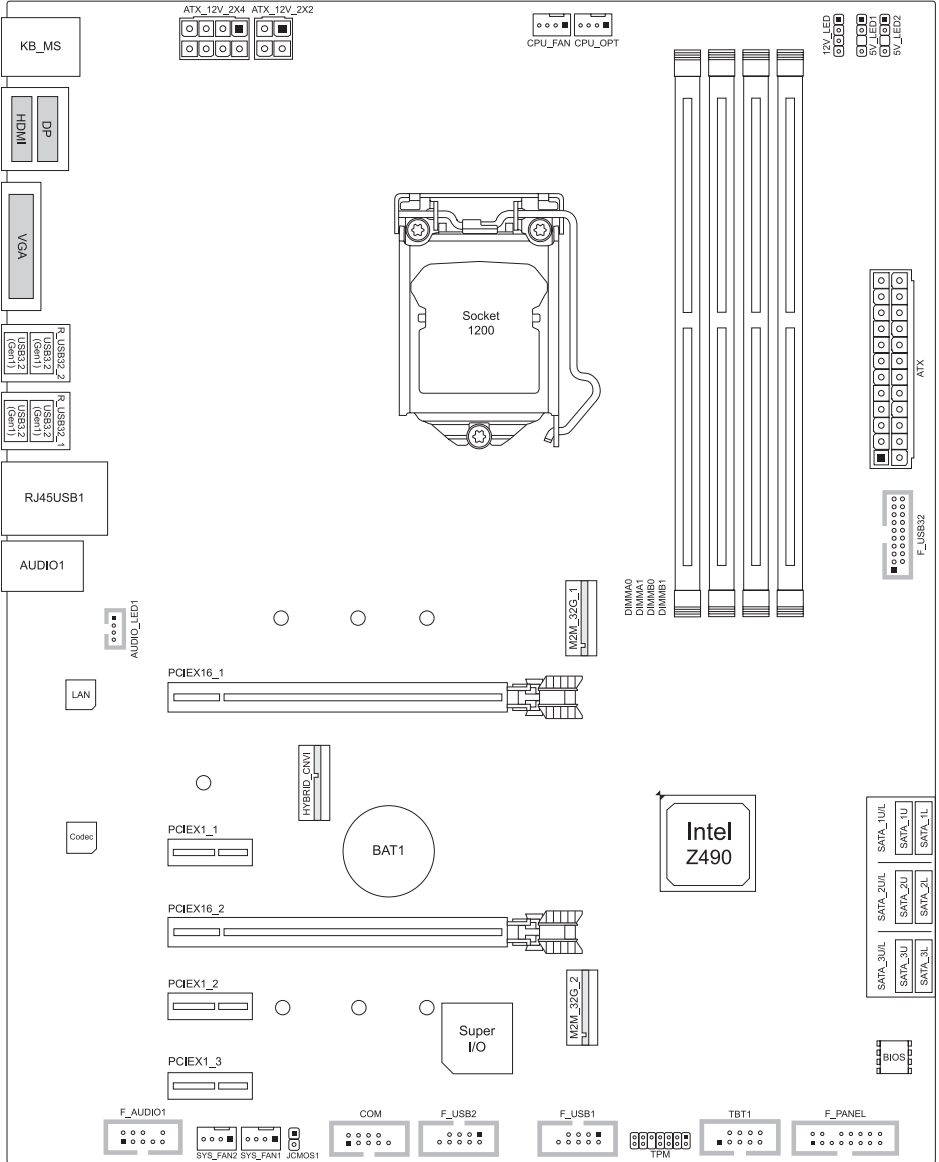 ATX_12V_2X4
ATX_12V_2X2
CPU_FAN
CPU_OPT
12V_LED
5V_LED1
5V_LED2
KB_MS
HDMI
DP
VGA
Socket
1200
R_USB32_2
USB3.2
(Gen1)
USB3.2
(Gen1)
R_USB32_1
USB3.2
(Gen1)
USB3.2
(Gen1)
ATX
RJ45USB1
F_USB32
AUDIO1
AUDIO_LED1
M2M_32G_1
DIMMA0
DIMMA1
DIMMB0
DIMMB1
PCIEX16_1
LAN
HYBRID_CNVI
Codec
PCIEX1_1
BAT1
Intel
Z490
SATA_1U/L
SATA_1U
SATA_1L
SATA_2U/L
SATA_2U
SATA_2L
SATA_3U/L
SATA_3U
SATA_3L
PCIEX16_2
PCIEX1_2
M2M_32G_2
Super
I/O
BIOS
PCIEX1_3
F_AUDIO1
SYS_FAN2
SYS_FAN1
JCMOS1
COM
F_USB2
F_USB1
TPM
TBT1
F_PANEL